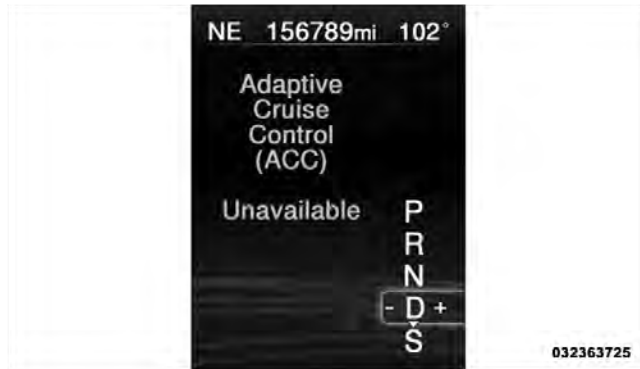 NE 156789mi 102°
Adaptive
Cruise
Control
(ACC)
Unavailable
P
R
N
- D +
S
032363725